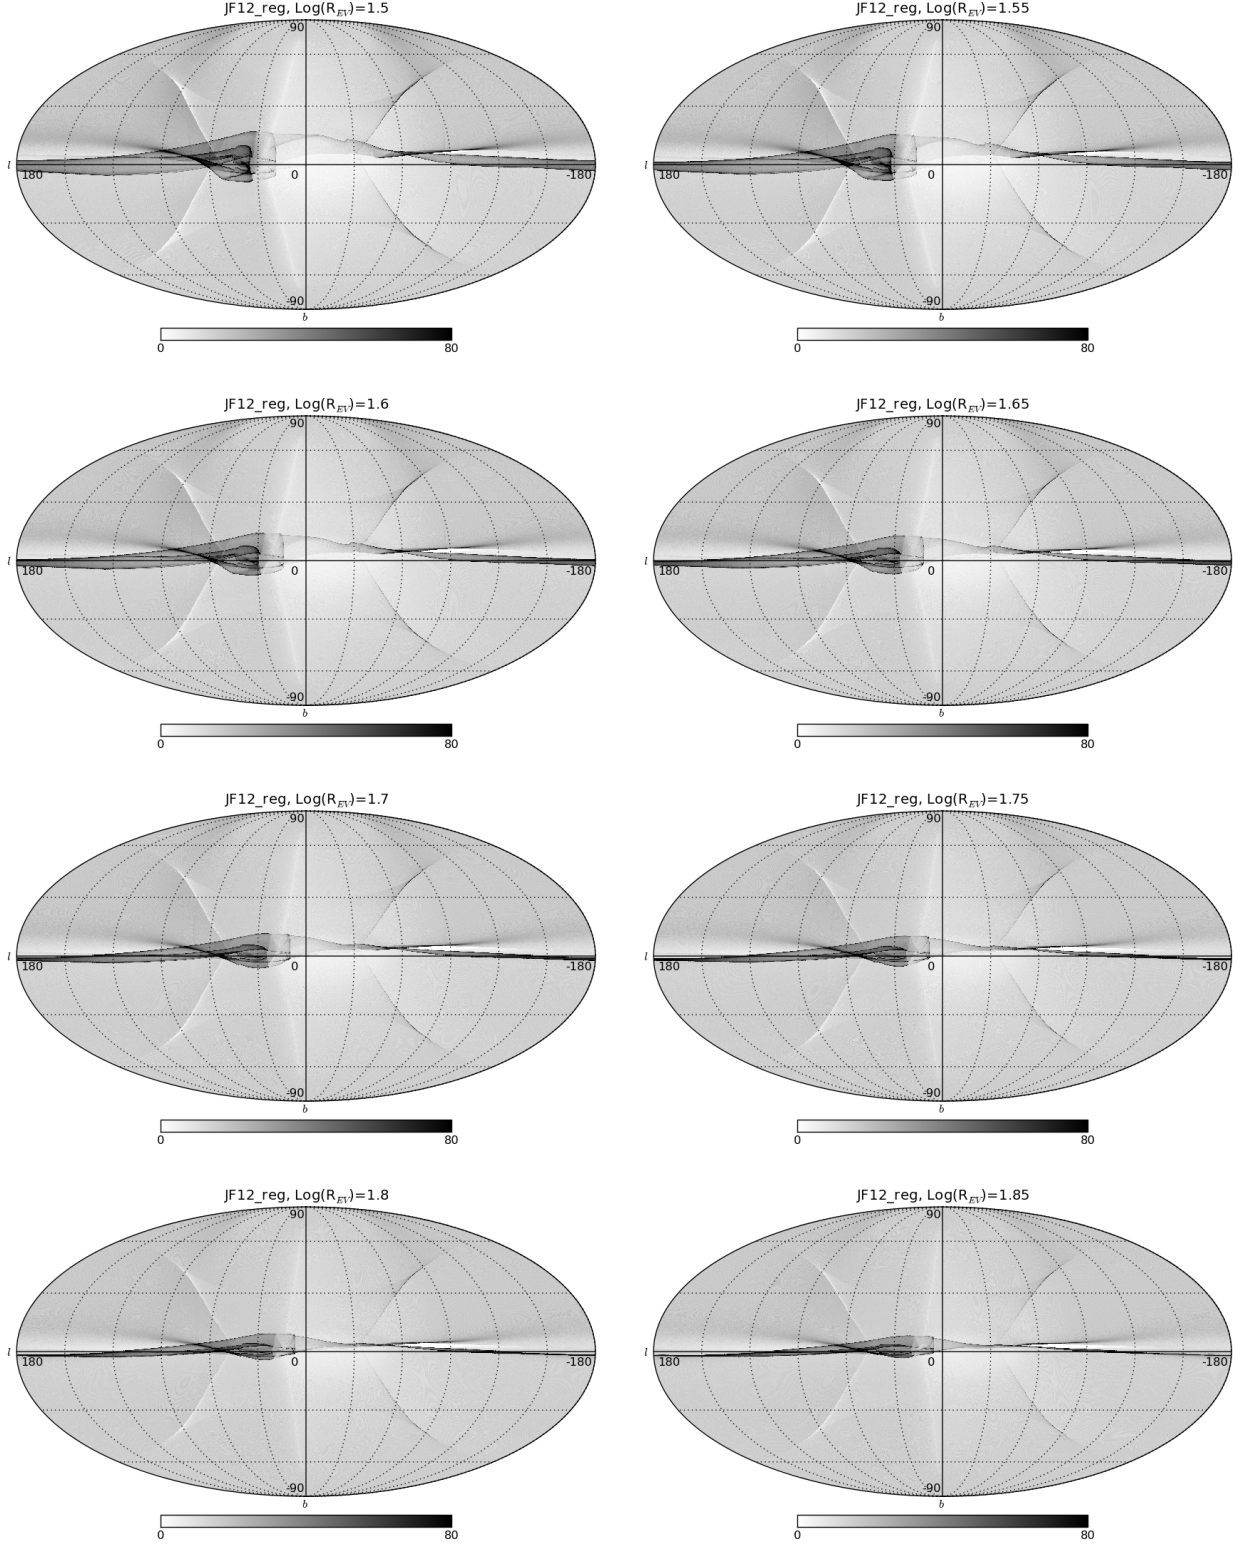 JF12_reg, Log(R_EV)=1.5
90
l
180 0 -180
-90
b
0 80
JF12_reg, Log(R_EV)=1.55
90
l
180 0 -180
-90
b
0 80
JF12_reg, Log(R_EV)=1.6
90
l
180 0 -180
-90
b
0 80
JF12_reg, Log(R_EV)=1.65
90
l
180 0 -180
-90
b
0 80
JF12_reg, Log(R_EV)=1.7
90
l
180 0 -180
-90
b
0 80
JF12_reg, Log(R_EV)=1.75
90
l
180 0 -180
-90
b
0 80
JF12_reg, Log(R_EV)=1.8
90
l
180 0 -180
-90
b
0 80
JF12_reg, Log(R_EV)=1.85
90
l
180 0 -180
-90
b
0 80